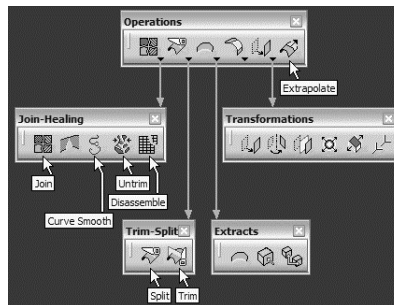 Operations
Extrapolate
Join-Healing
Transformations
Join
Untrim
Disassemble
Curve Smooth
Trim-Split
Extracts
Split
Trim